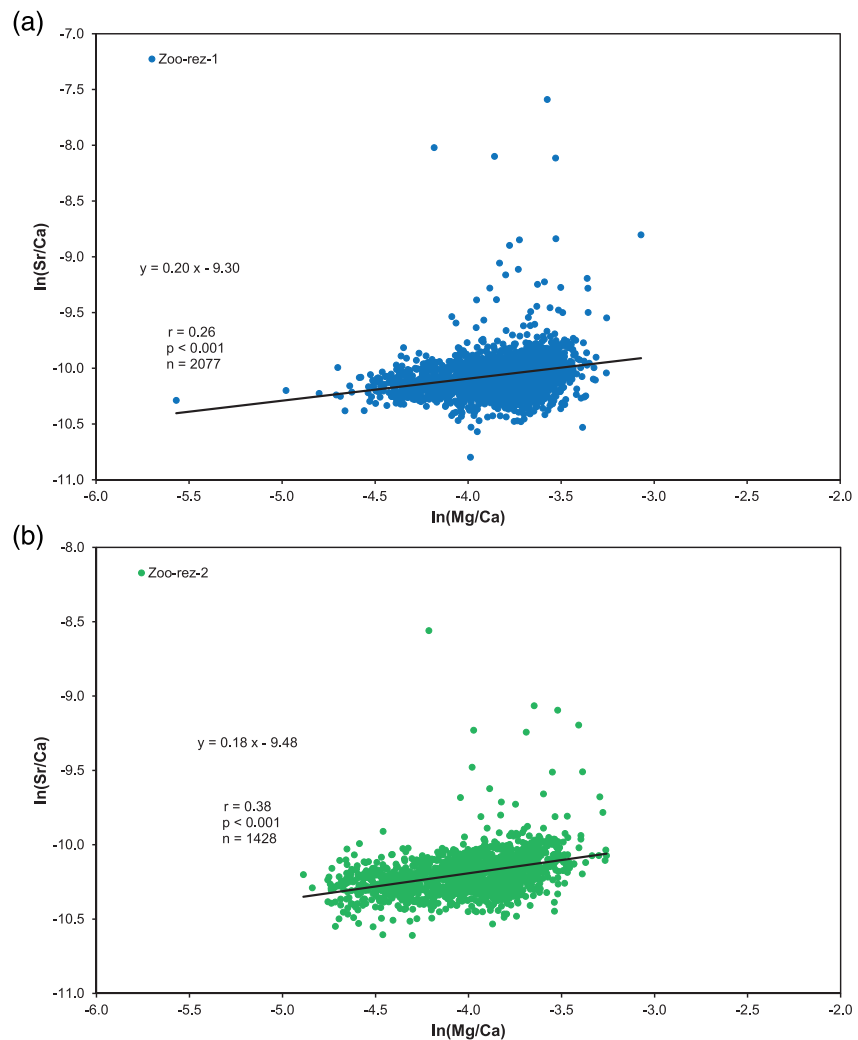 (a)
-7.0
-7.5
-8.0
-8.5
-9.0
-9.5
-10.0
-10.5
-11.0
ln(Sr/Ca)
Zoo-rez-1
y = 0.20 x - 9.30
r = 0.26
p < 0.001
n = 2077
-6.0 -5.5 -5.0 -4.5 -4.0 -3.5 -3.0 -2.5 -2.0
ln(Mg/Ca)
(b)
-8.0
-8.5
-9.0
-9.5
-10.0
-10.5
-11.0
ln(Sr/Ca)
Zoo-rez-2
y = 0.18 x - 9.48
r = 0.38
p < 0.001
n = 1428
-6.0 -5.5 -5.0 -4.5 -4.0 -3.5 -3.0 -2.5 -2.0
ln(Mg/Ca)